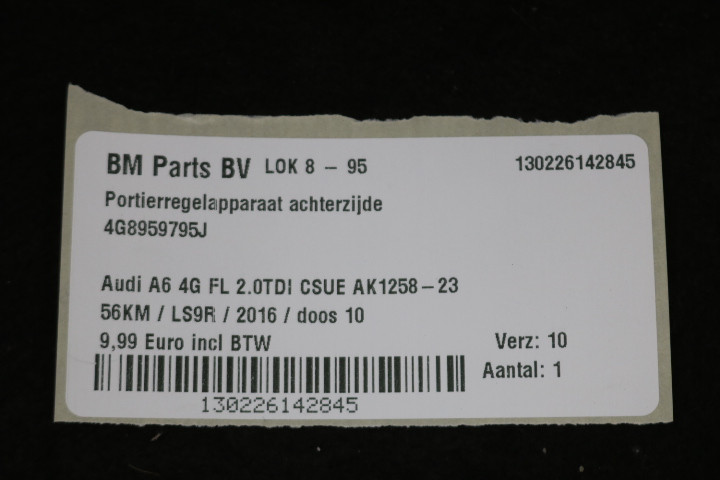 BM Parts BV LOK 8 - 95 130226142845
Portierregelapparaat achterzijde
4G8959795J
Audi A6 4G FL 2.0TDI CSUE AK1258-23
56KM / LS9R / 2016 / doos 10
9,99 Euro incl BTW Verz: 10
Aantal: 1
130226142845